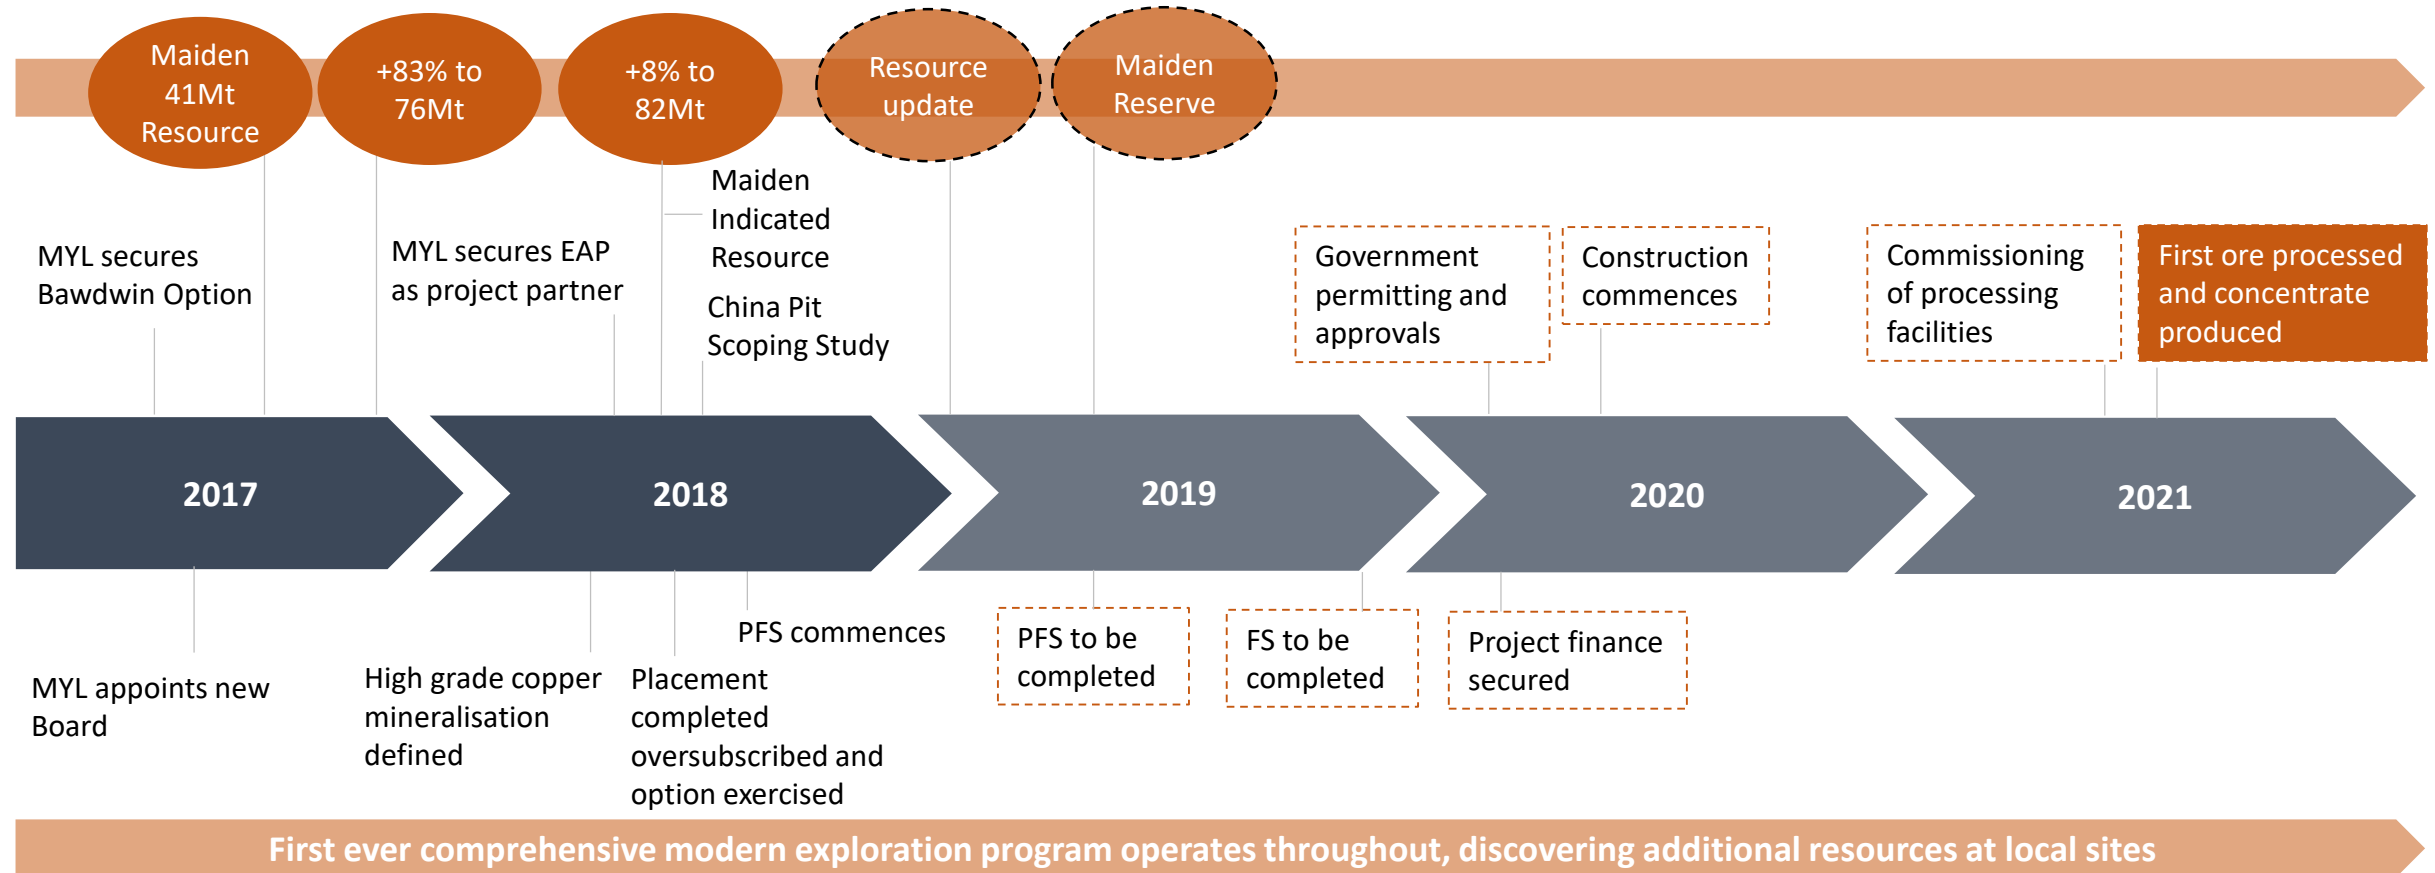 Maiden
41Mt
Resource
+83% to
76Mt
+8% to
82Mt
Resource
update
Maiden
Reserve
MYL secures
Bawdwin Option
MYL secures EAP
as project partner
Maiden
Indicated
Resource
China Pit
Scoping Study
Government
permitting and
approvals
Construction
commences
Commissioning
of processing
facilities
First ore processed
and concentrate
produced
2017
2018
2019
2020
2021
MYL appoints new
Board
High grade copper
mineralisation
defined
Placement
completed
oversubscribed and
option exercised
PFS commences
PFS to be
completed
FS to be
completed
Project finance
secured
First ever comprehensive modern exploration program operates throughout, discovering additional resources at local sites